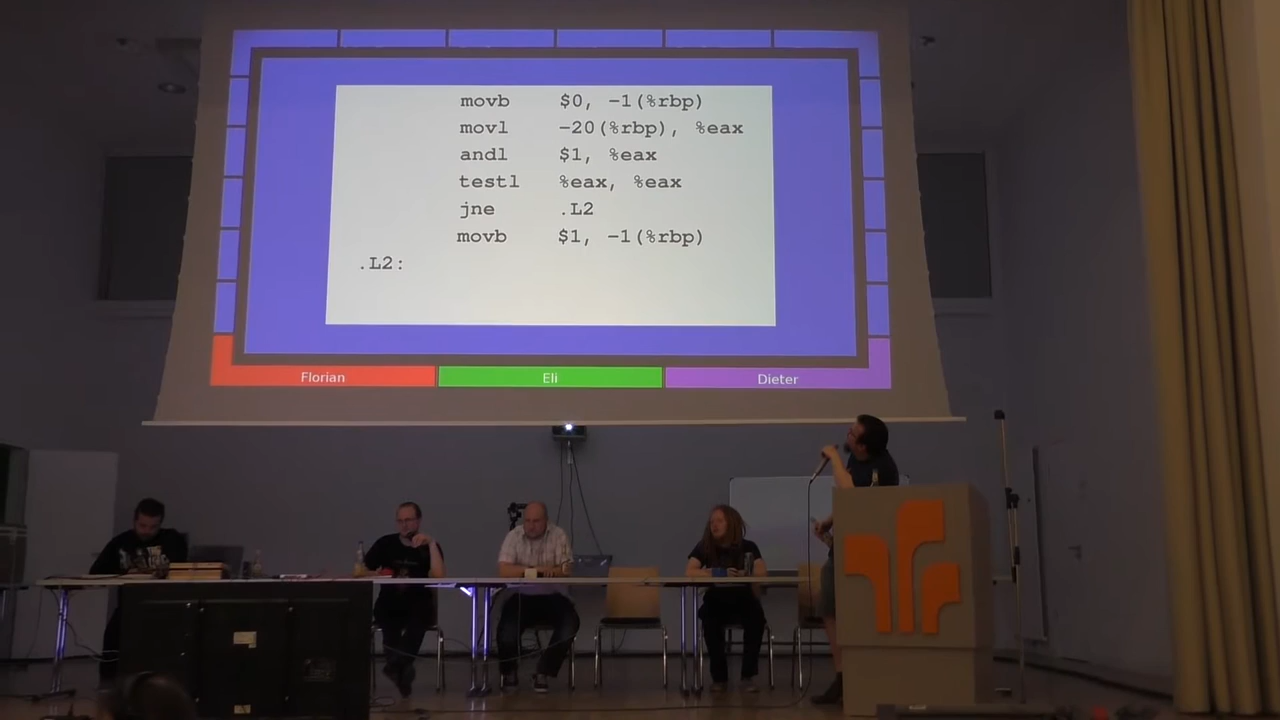 movb $0, -1(%rbp)
movl -20(%rbp), %eax
andl $1, %eax
testl %eax, %eax
jne .L2
movb $1, -1(%rbp)
.L2:
Florian
Eli
Dieter